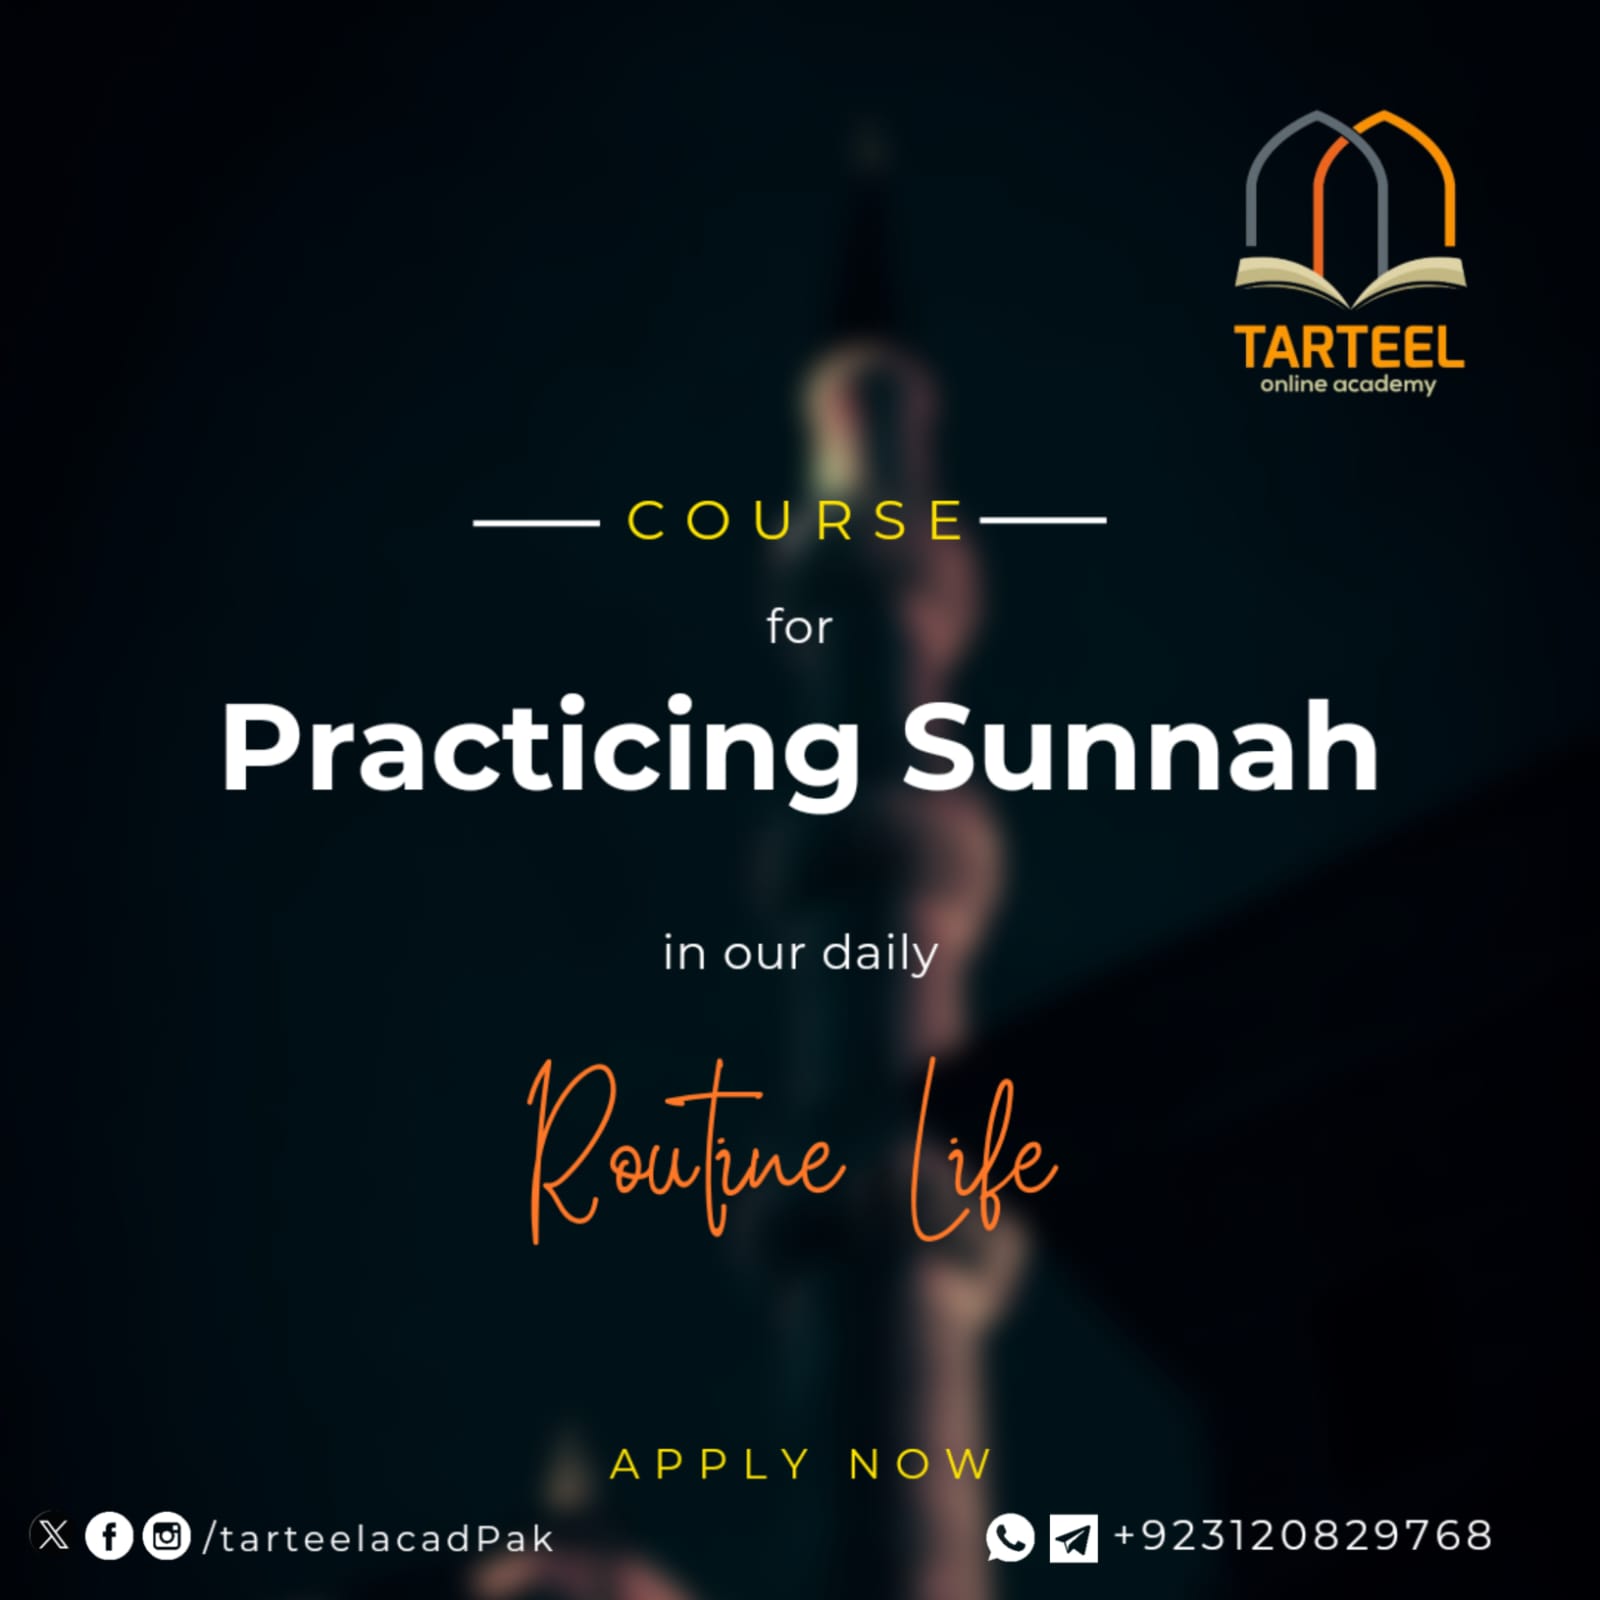 TARTEEL
online academy
COURSE
for
Practicing Sunnah
in our daily
Routine Life
APPLY NOW
/tarteelacadPak
+923120829768